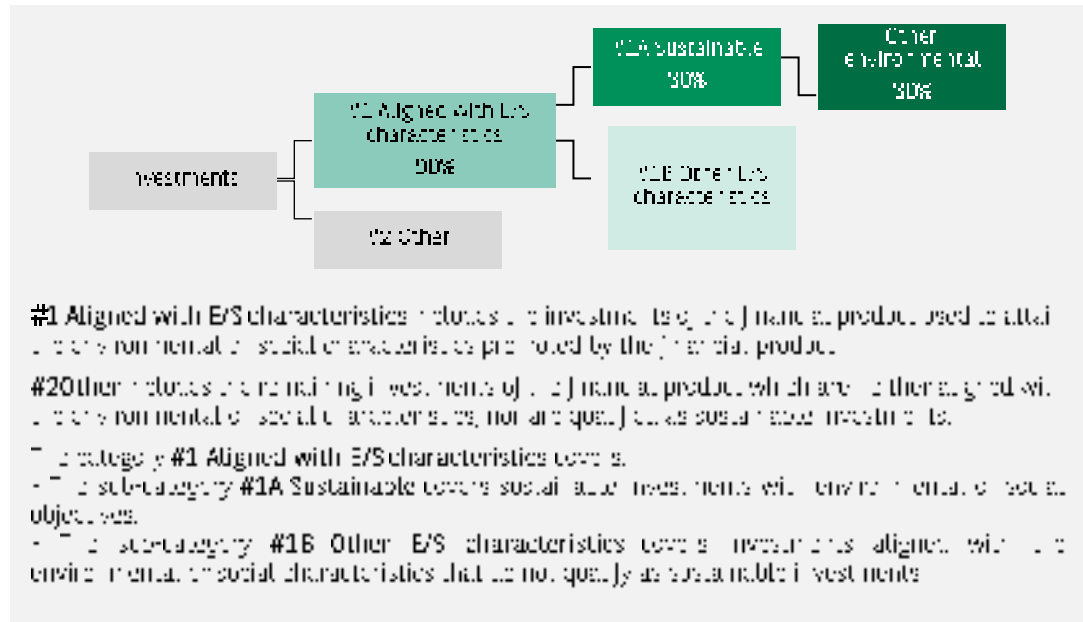 #1A Sustainable
Other
environmental
#1 Aligned with E/S
characteristics
Investments
#1B Other E/S
characteristics
#2 Other
#1 Aligned with E/S characteristics includes the investments of the financial product used to attain
the environmental or social characteristics promoted by the financial product.
#2Other includes the remaining investments of the financial product which are neither aligned with
the environmental or social characteristics, nor are qualified as sustainable investments.
The category #1 Aligned with E/S characteristics covers:
- The sub-category #1A Sustainable covers sustainable investments with environmental or social
objectives.
- The sub-category #1B Other E/S characteristics covers investments aligned with the
environmental or social characteristics that do not qualify as sustainable investments